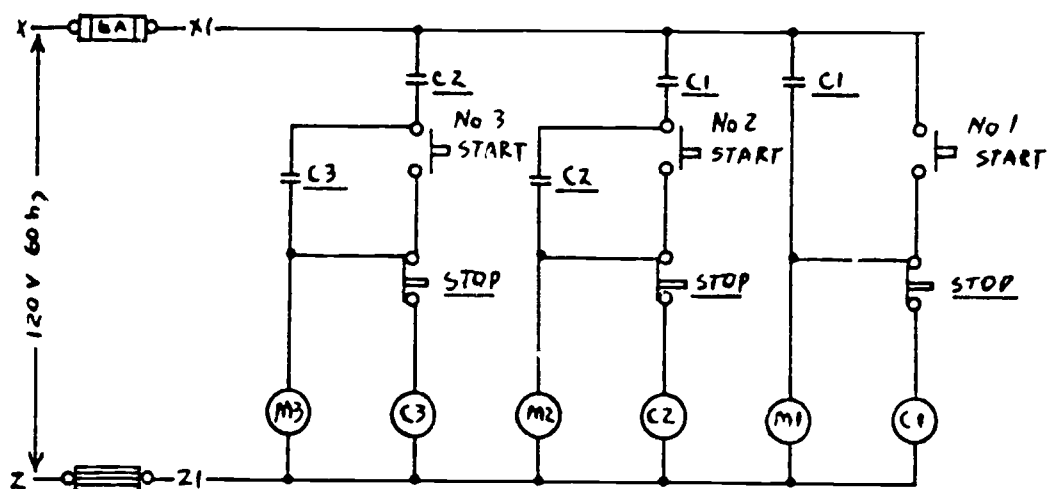 X 6A X1
C2 C1 C1
No 3 START
No 2 START
No 1 START
C3 C2
STOP STOP STOP
120 V 60 hz
M3 C3 M2 C2 M1 C1
Z Z1